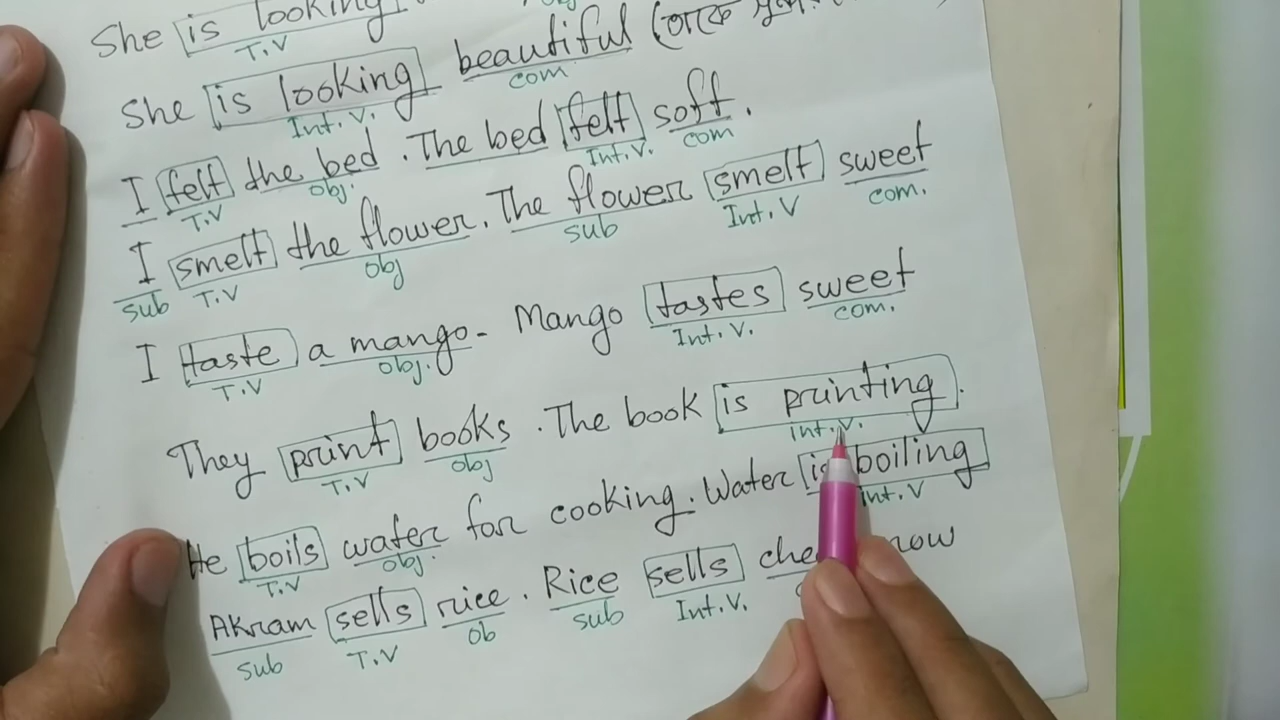 She is looking
T.V obj
She is looking beautiful
Int. V. com
I felt the bed. The bed felt soft.
T.V obj. Int. V. com
I smelt the flower. The flower smelt sweet
sub T.V obj sub Int. V com.
I taste a mango- Mango tastes sweet
T.V obj. Int. V. com.
They print books. The book is printing.
T.V obj int. V.
He boils water for cooking. Water is boiling
T.V obj. int. V
Akram sells rice. Rice sells now
sub T.V ob sub Int. V.